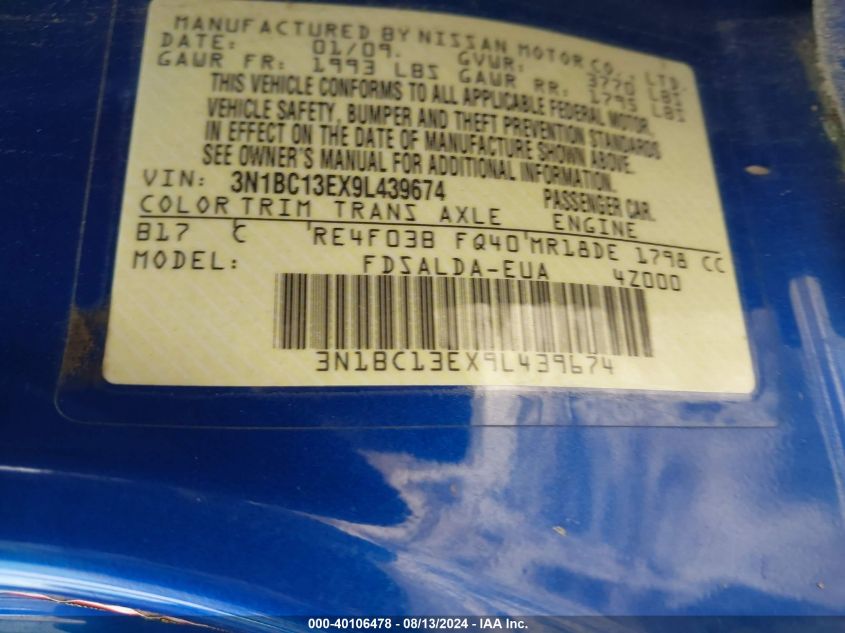 MANUFACTURED BY NISSAN MOTOR CO., LTD.
DATE: 01/09. GVWR: 3770 LBS
GAWR FR: 1993 LBS GAWR RR: 1795 LBS
THIS VEHICLE CONFORMS TO ALL APPLICABLE FEDERAL MOTOR
VEHICLE SAFETY, BUMPER AND THEFT PREVENTION STANDARDS
IN EFFECT ON THE DATE OF MANUFACTURE SHOWN ABOVE.
SEE OWNER'S MANUAL FOR ADDITIONAL INFORMATION.
VIN: 3N1BC13EX9L439674 PASSENGER CAR.
COLOR TRIM TRANS AXLE ENGINE
B17 C RE4F03B FQ40 MR18DE 1798 CC
MODEL: FDSALDA-EUA 4Z000
3N1BC13EX9L439674
000-40106478 - 08/13/2024 - IAA Inc.